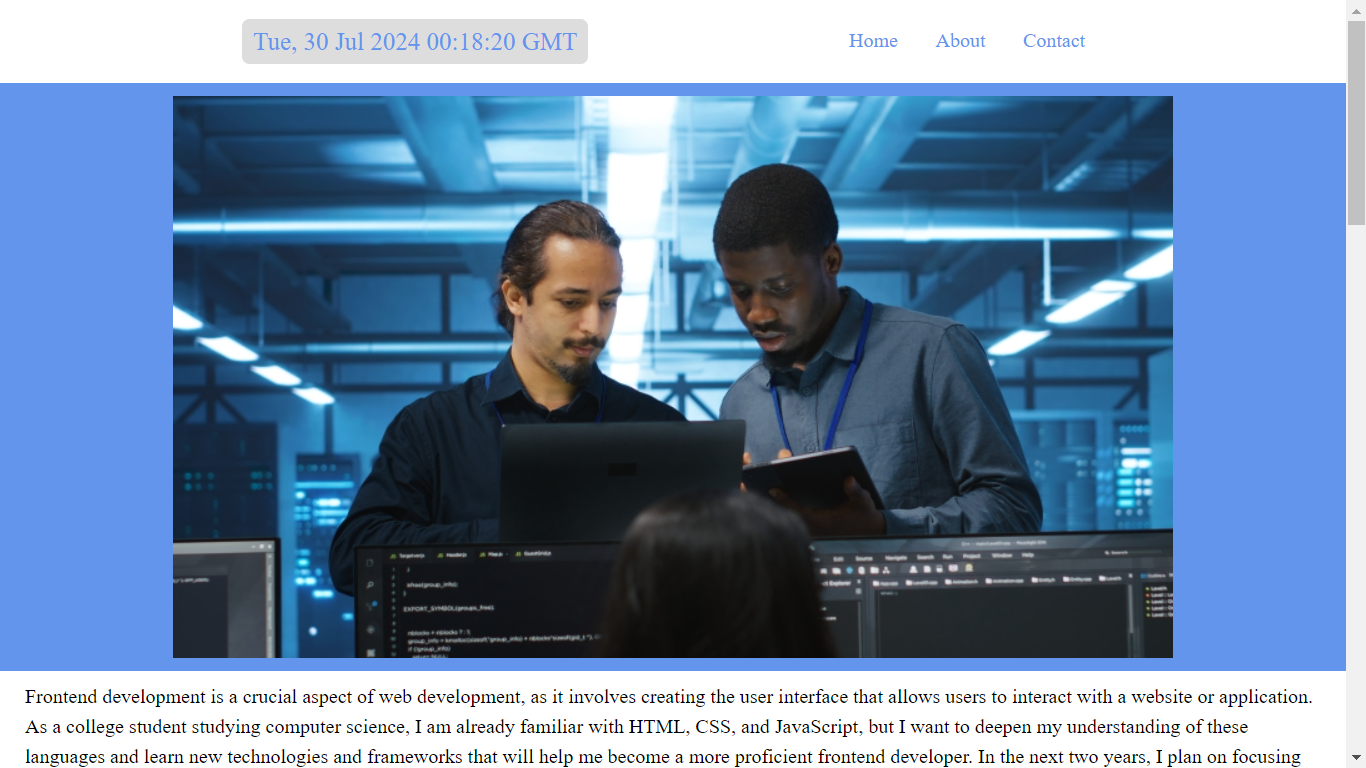 Tue, 30 Jul 2024 00:18:20 GMT
Home About Contact
EXPORT_SYMBOL(groups_free);
Frontend development is a crucial aspect of web development, as it involves creating the user interface that allows users to interact with a website or application.
As a college student studying computer science, I am already familiar with HTML, CSS, and JavaScript, but I want to deepen my understanding of these
languages and learn new technologies and frameworks that will help me become a more proficient frontend developer. In the next two years, I plan on focusing